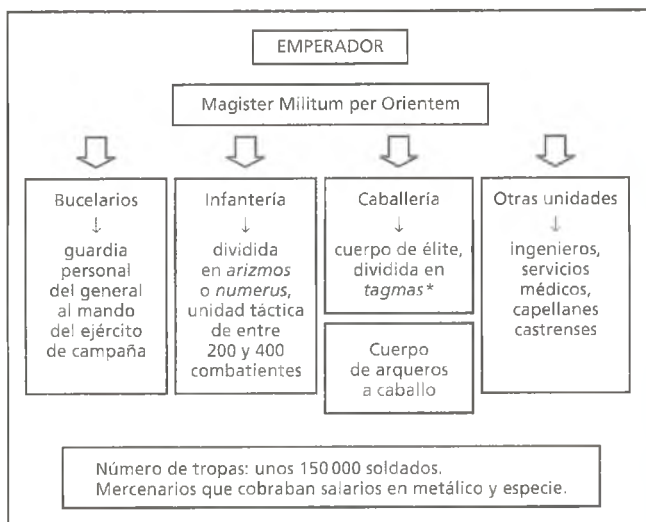 EMPERADOR
Magister Militum per Orientem
Bucelarios
↓
guardia
personal
del general
al mando
del ejército
de campaña
Infantería
↓
dividida
en arizmos
o numerus,
unidad táctica
de entre
200 y 400
combatientes
Caballería
↓
cuerpo de élite,
dividida en
tagmas*
Cuerpo
de arqueros
a caballo
Otras unidades
↓
ingenieros,
servicios
médicos,
capellanes
castrenses
Número de tropas: unos 150 000 soldados.
Mercenarios que cobraban salarios en metálico y especie.